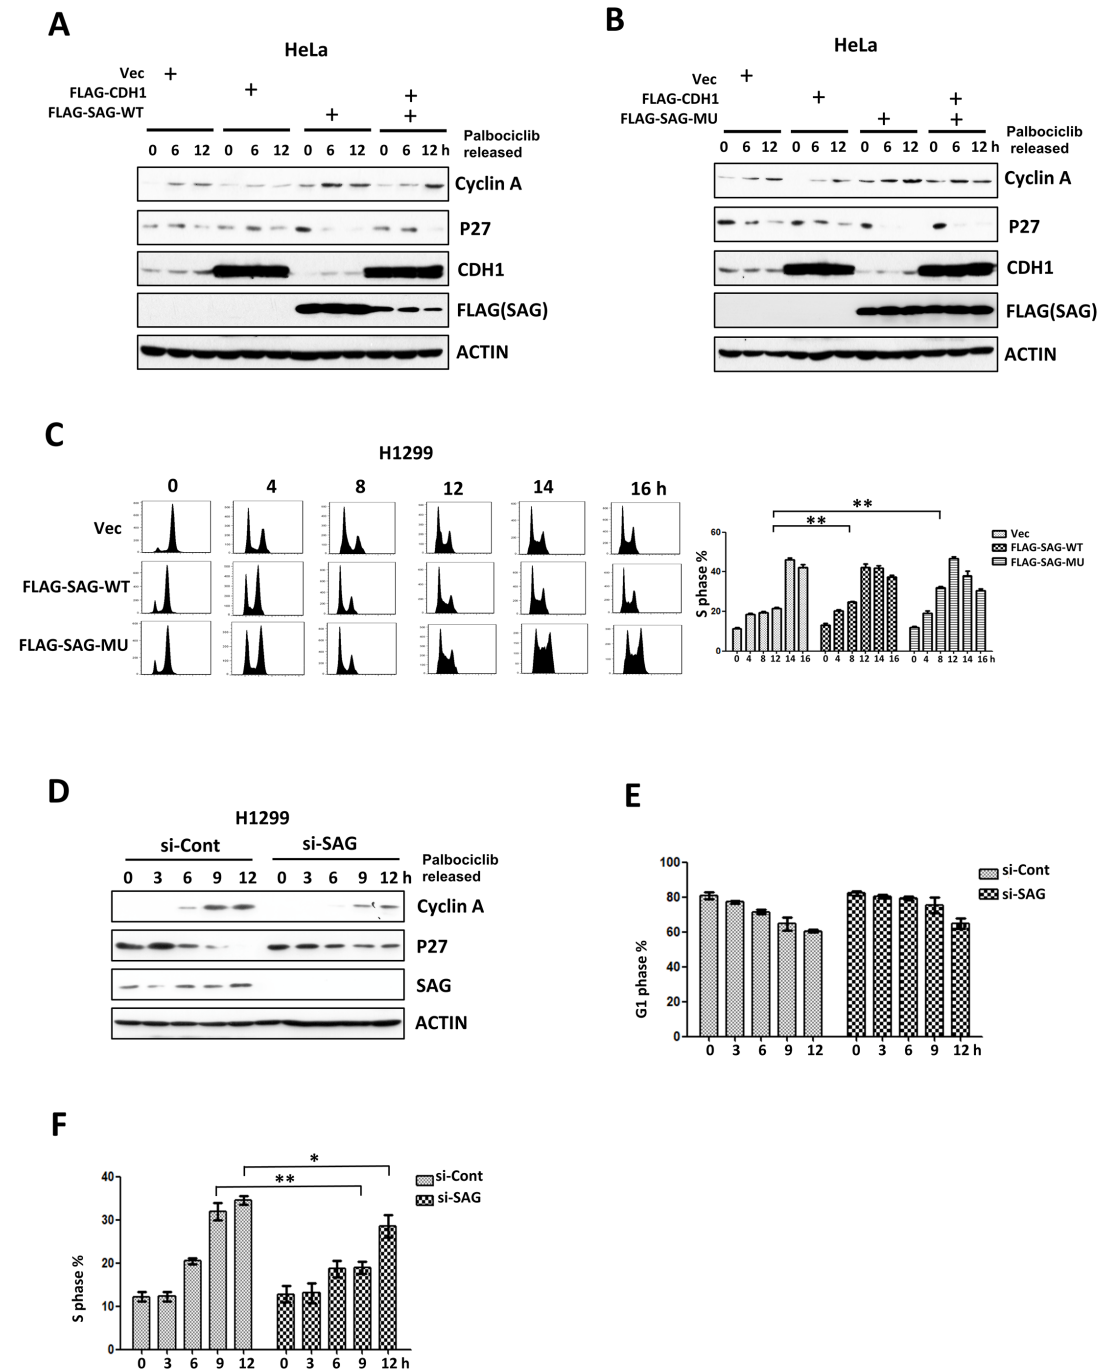 A
HeLa
Vec +
FLAG-CDH1 + +
FLAG-SAG-WT + +
0 6 12 0 6 12 0 6 12 0 6 12 h
Palbociclib
released
Cyclin A
P27
CDH1
FLAG(SAG)
ACTIN
B
HeLa
Vec +
FLAG-CDH1 + +
FLAG-SAG-MU + +
0 6 12 0 6 12 0 6 12 0 6 12 h
Palbociclib
released
Cyclin A
P27
CDH1
FLAG(SAG)
ACTIN
C
H1299
0 4 8 12 14 16 h
Vec
FLAG-SAG-WT
FLAG-SAG-MU
**
**
S phase %
60
40
20
0
0 4 8 12 14 16 0 4 8 12 14 16 0 4 8 12 14 16 h
Vec
FLAG-SAG-WT
FLAG-SAG-MU
D
H1299
si-Cont si-SAG
0 3 6 9 12 0 3 6 9 12 h
Palbociclib
released
Cyclin A
P27
SAG
ACTIN
E
G1 phase %
100
80
60
40
20
0
0 3 6 9 12 0 3 6 9 12 h
si-Cont
si-SAG
F
*
**
S phase %
40
30
20
10
0
0 3 6 9 12 0 3 6 9 12 h
si-Cont
si-SAG